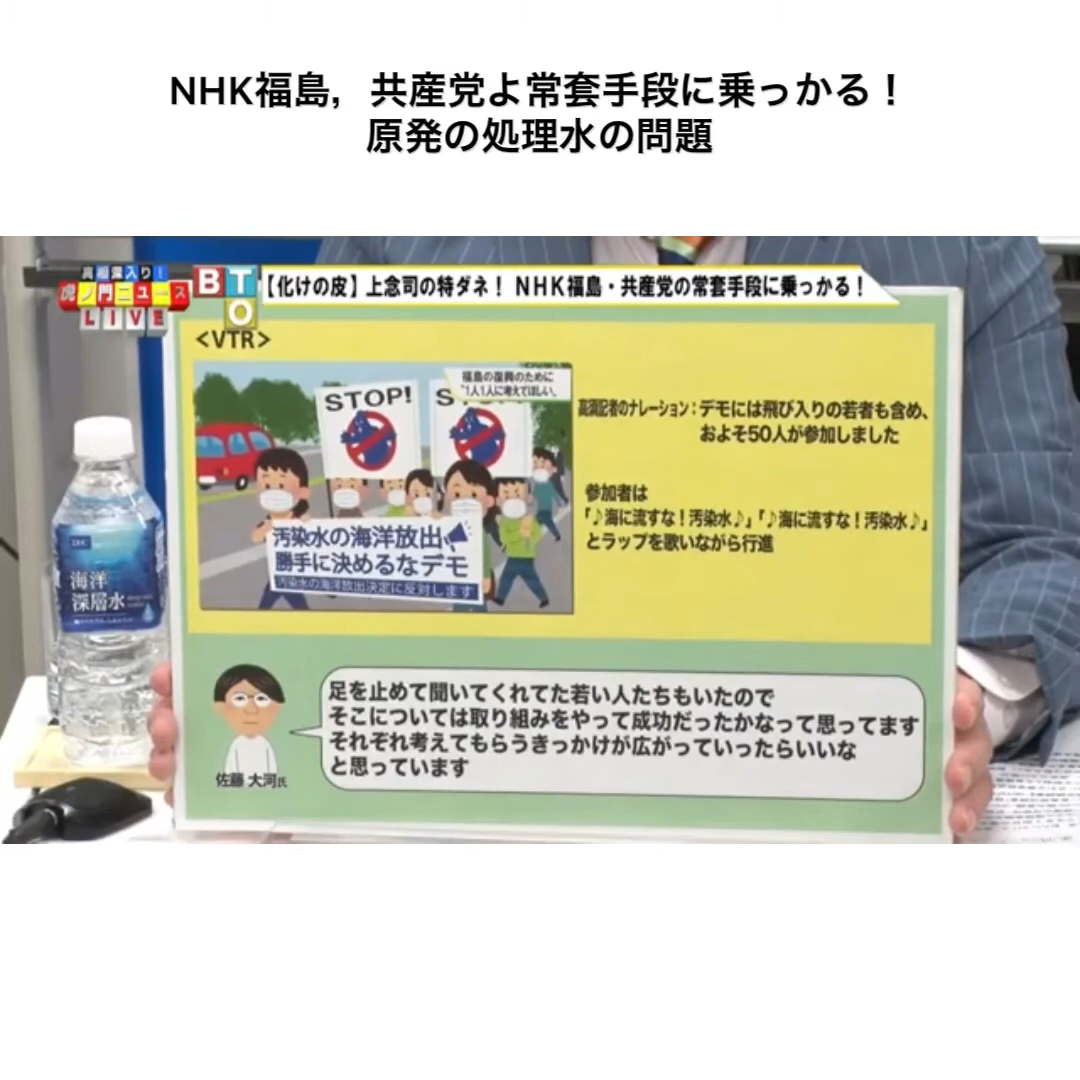 NHK福島，共産党よ常套手段に乗っかる！
原発の処理水の問題
真相深入り！
虎ノ門ニュース
LIVE
BTO
【化けの皮】上念司の特ダネ！ NHK福島・共産党の常套手段に乗っかる！
<VTR>
福島の復興のために
"1人1人に考えてほしい"
STOP!
汚染水の海洋放出
勝手に決めるなデモ
汚染水の海洋放出決定に反対します
高須記者のナレーション：デモには飛び入りの若者も含め、
およそ50人が参加しました
参加者は
「♪海に流すな！汚染水♪」「♪海に流すな！汚染水♪」
とラップを歌いながら行進
足を止めて聞いてくれてた若い人たちもいたので
そこについては取り組みをやって成功だったかなって思ってます
それぞれ考えてもらうきっかけが広がっていったらいいな
と思っています
佐藤 大河氏
DHC
海洋
深層水